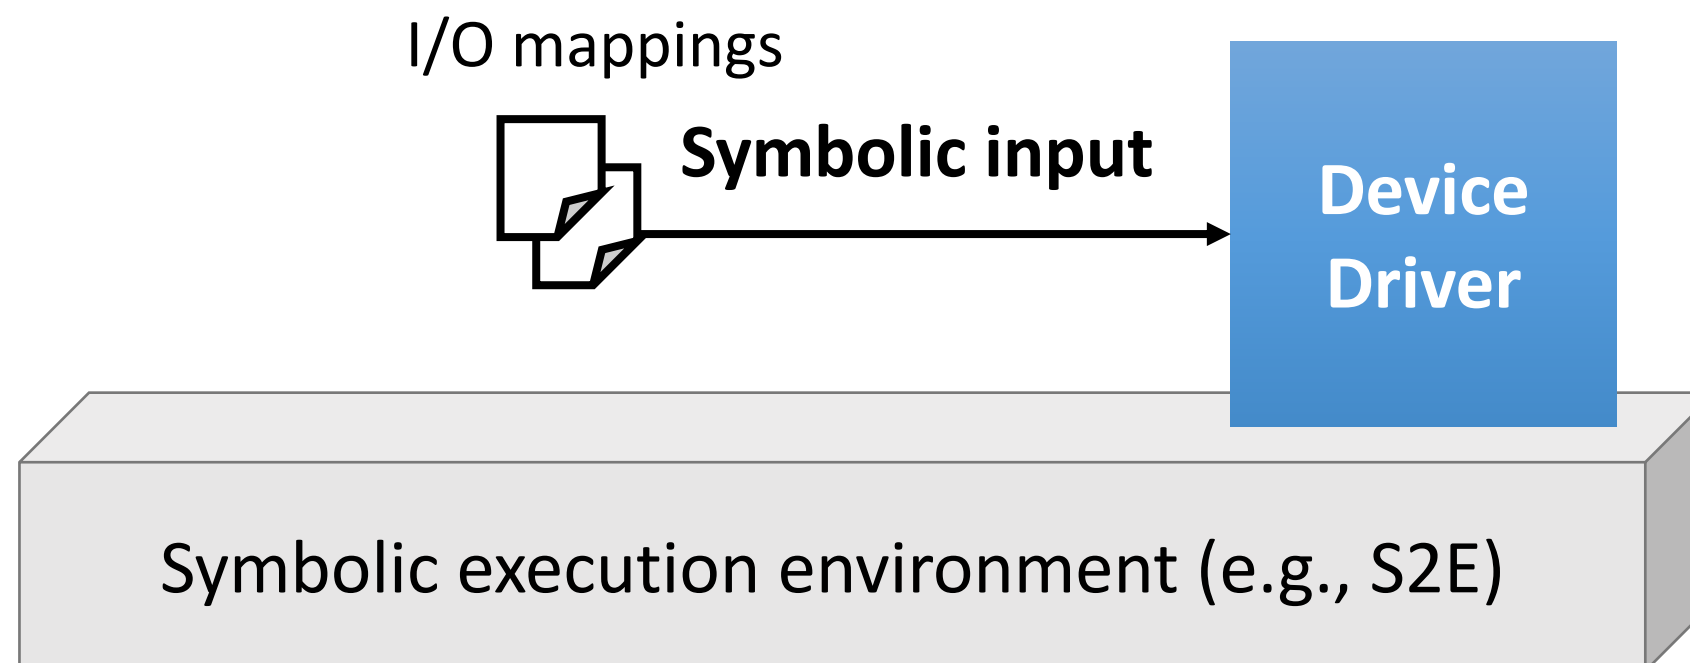 I/O mappings
Symbolic input
Device
Driver
Symbolic execution environment (e.g., S2E)